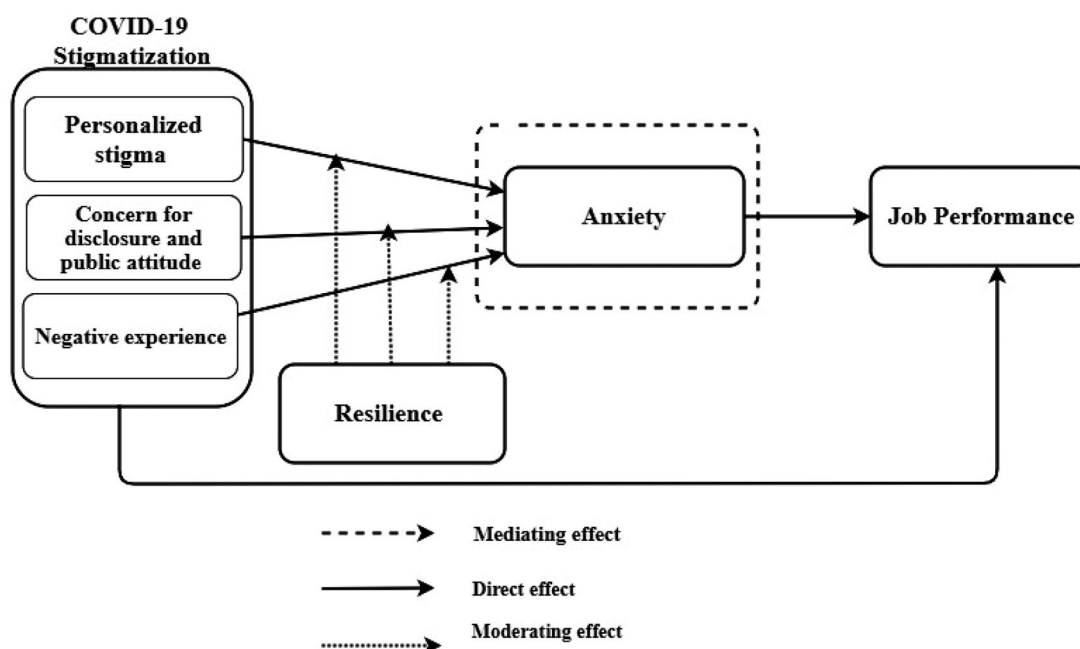 COVID-19
Stigmatization
Personalized
stigma
Concern for
disclosure and
public attitude
Negative experience
Anxiety
Job Performance
Resilience
Mediating effect
Direct effect
Moderating effect